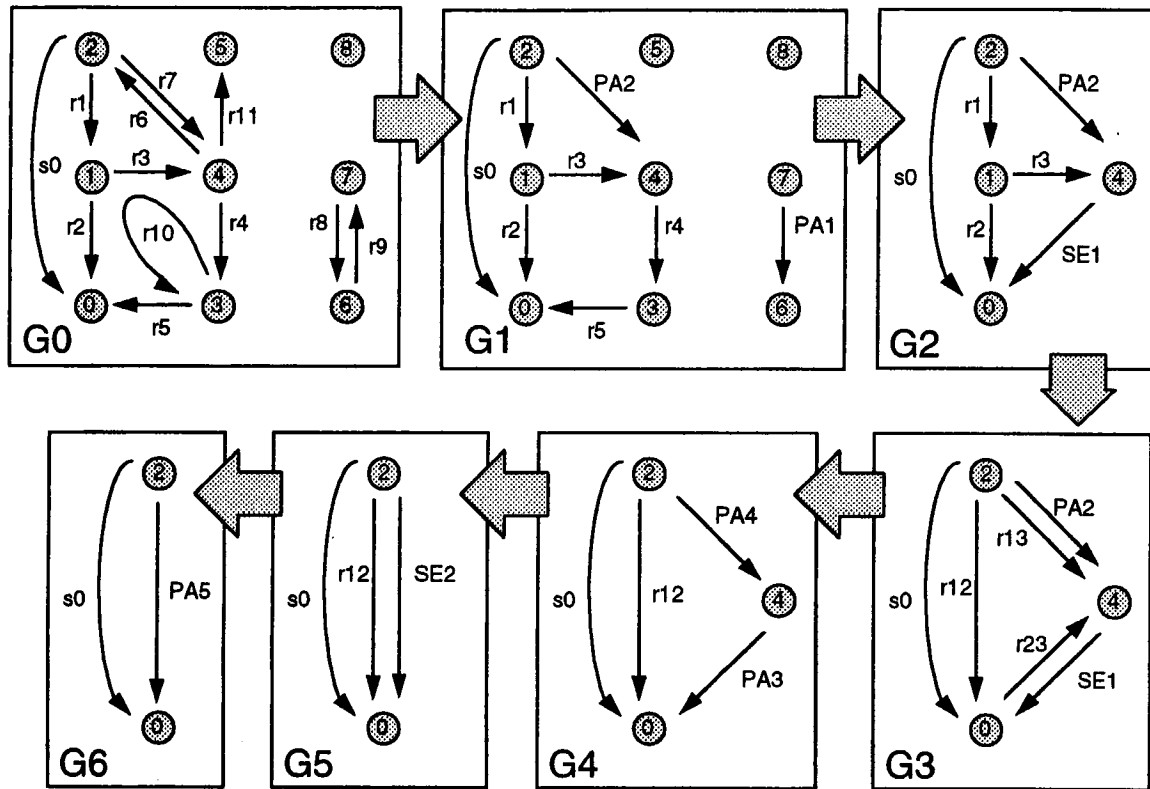 2 5 8
r7
r1 r6 r11
s0 r3
1 4 7
r2 r10 r4 r8 r9
0 3 6
r5
G0
2 5 8
PA2
r1
s0 r3
1 4 7
r2 r4 PA1
0 3 6
r5
G1
2
PA2
r1
s0 r3
1 4
r2
SE1
0
G2
2
s0 PA5
0
G6
2
s0 r12 SE2
0
G5
2
PA4
s0 r12
4
PA3
0
G4
2
PA2
r13
s0 r12
4
r23
SE1
0
G3